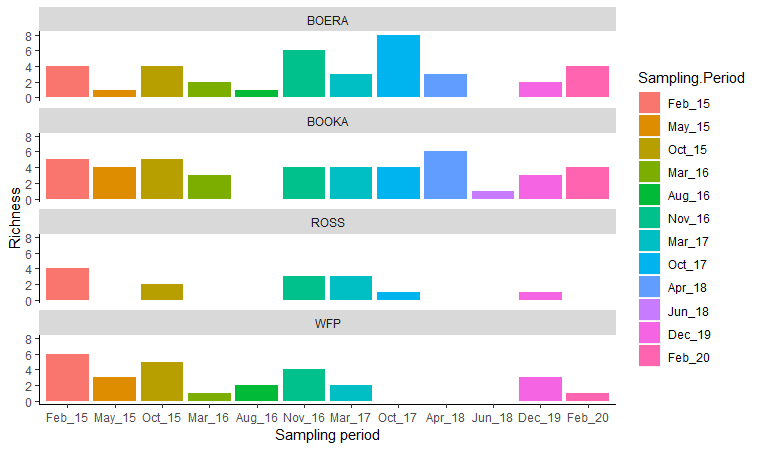 BOERA
8
6
4
2
0
BOOKA
8
6
4
2
0
ROSS
8
6
4
2
0
WFP
8
6
4
2
0
Richness
Feb_15 May_15 Oct_15 Mar_16 Aug_16 Nov_16 Mar_17 Oct_17 Apr_18 Jun_18 Dec_19 Feb_20
Sampling period
Sampling.Period
Feb_15
May_15
Oct_15
Mar_16
Aug_16
Nov_16
Mar_17
Oct_17
Apr_18
Jun_18
Dec_19
Feb_20